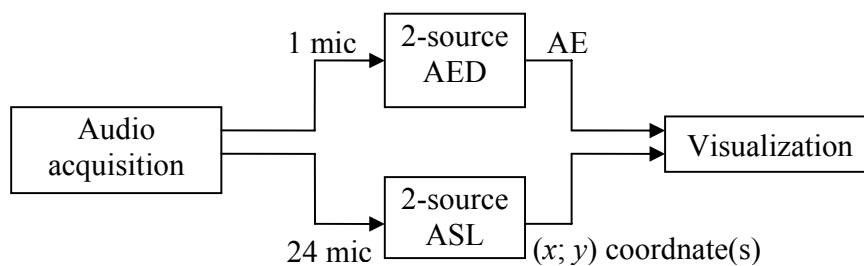 1 mic
2-source
AED
AE
Audio
acquisition
Visualization
24 mic
2-source
ASL
(x; y) coordnate(s)